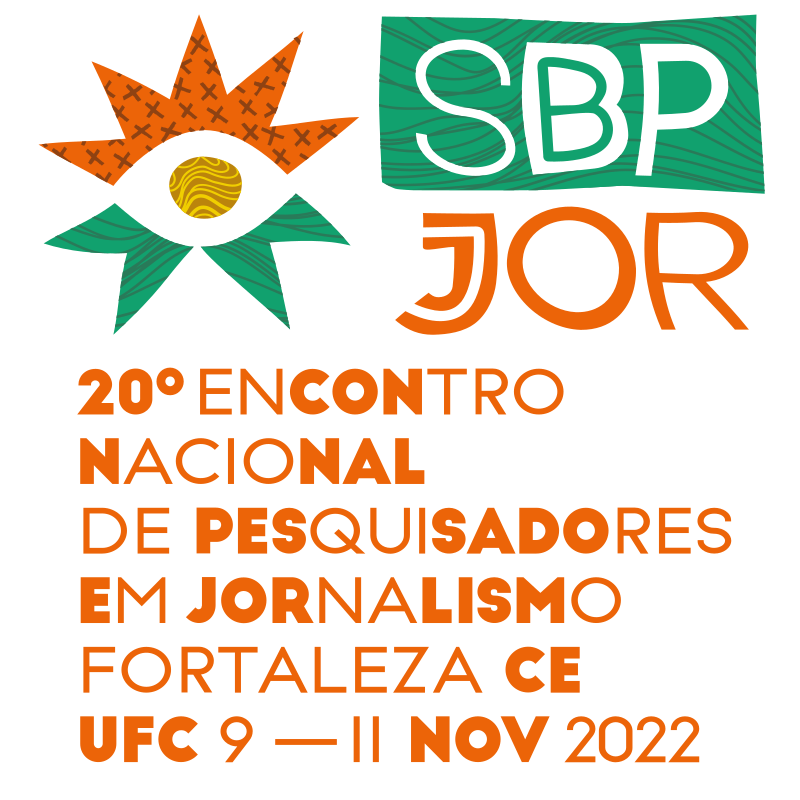 SBP
JOR
20º ENCONTRO
NACIONAL
DE PESQUISADORES
EM JORNALISMO
FORTALEZA CE
UFC 9 — 11 NOV 2022